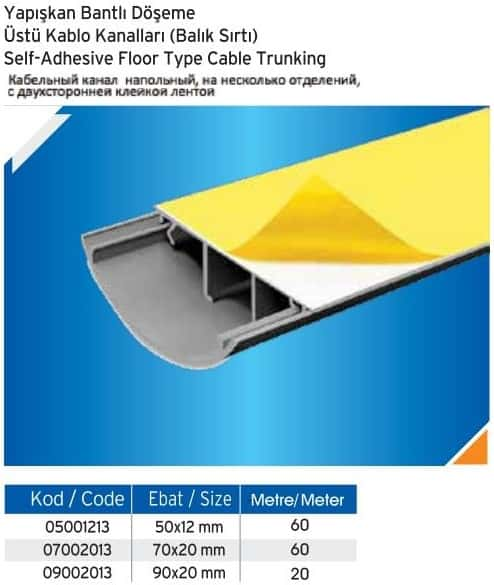 Yapışkan Bantlı Döşeme
Üstü Kablo Kanalları (Balık Sırtı)
Self-Adhesive Floor Type Cable Trunking
Кабельный канал напольный, на несколько отделений,
с двухсторонней клейкой лентой
Kod / Code Ebat / Size Metre/ Meter
05001213 50x12 mm 60
07002013 70x20 mm 60
09002013 90x20 mm 20